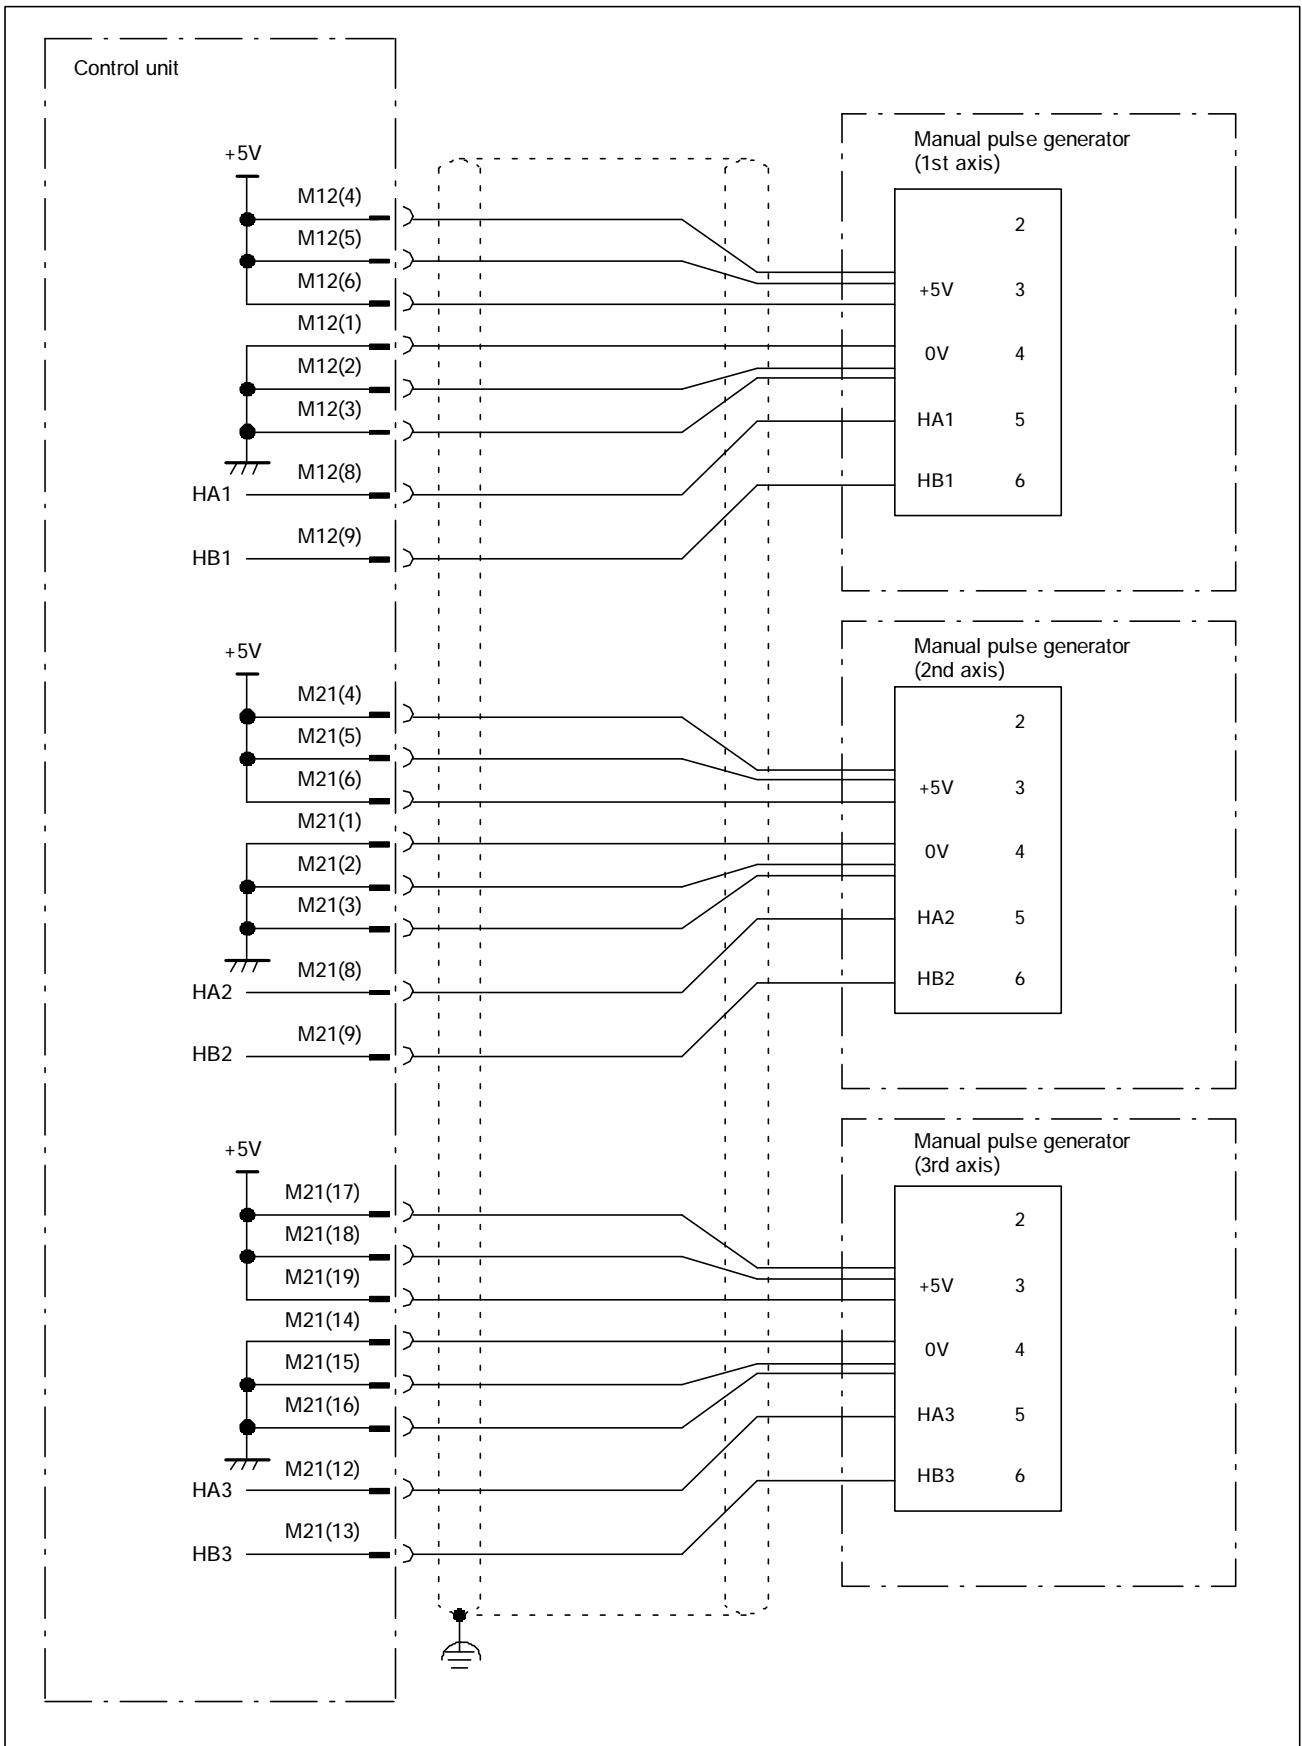 Control unit
+5V
M12(4)
M12(5)
M12(6)
M12(1)
M12(2)
M12(3)
M12(8)
HA1
M12(9)
HB1
Manual pulse generator
(1st axis)
2
+5V 3
0V 4
HA1 5
HB1 6
+5V
M21(4)
M21(5)
M21(6)
M21(1)
M21(2)
M21(3)
M21(8)
HA2
M21(9)
HB2
Manual pulse generator
(2nd axis)
2
+5V 3
0V 4
HA2 5
HB2 6
+5V
M21(17)
M21(18)
M21(19)
M21(14)
M21(15)
M21(16)
M21(12)
HA3
M21(13)
HB3
Manual pulse generator
(3rd axis)
2
+5V 3
0V 4
HA3 5
HB3 6